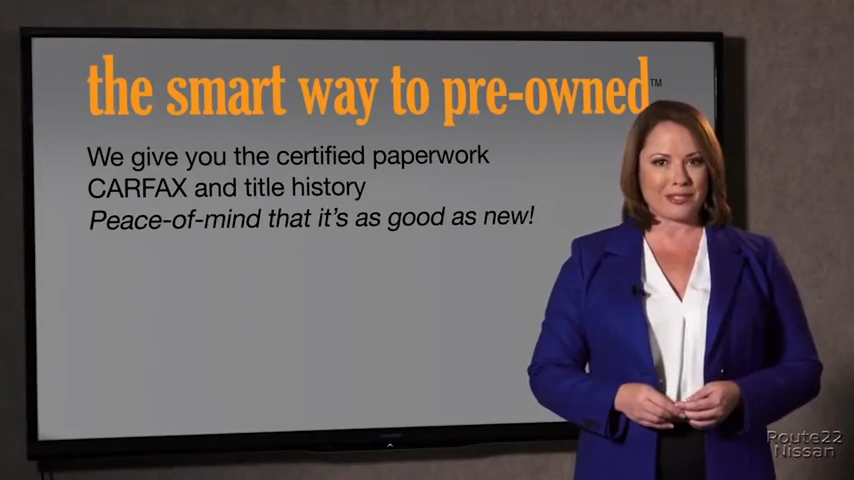 the smart way to pre-owned™
We give you the certified paperwork
CARFAX and title history
Peace-of-mind that it's as good as new!
Route22
Nissan